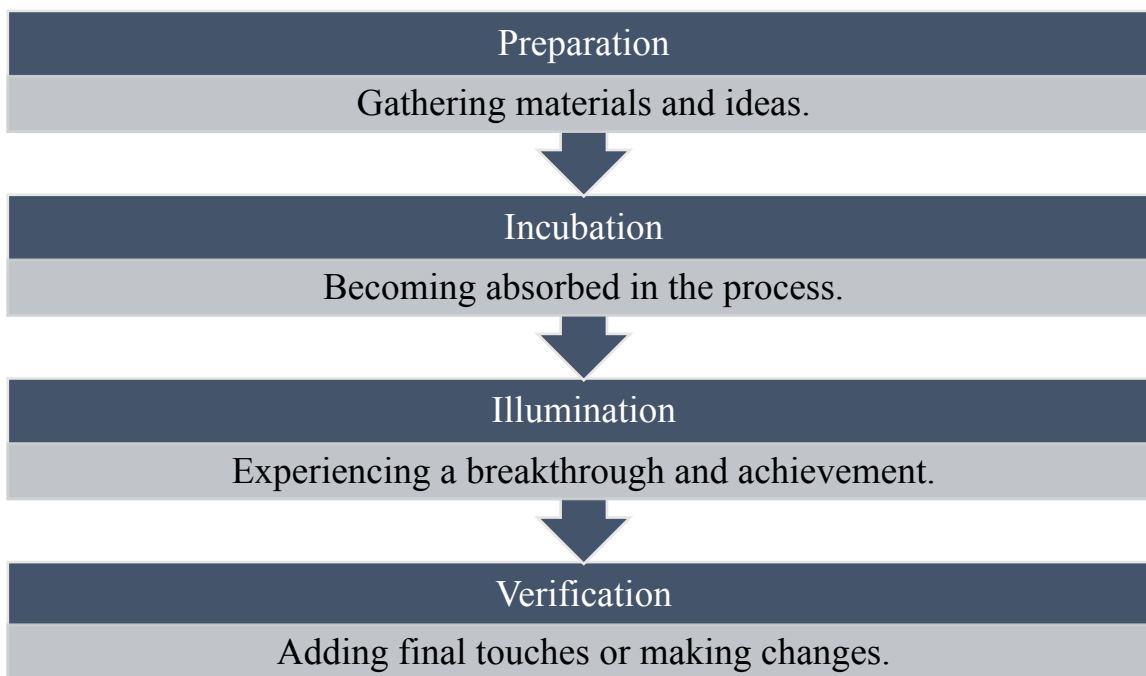 Preparation
Gathering materials and ideas.
Incubation
Becoming absorbed in the process.
Illumination
Experiencing a breakthrough and achievement.
Verification
Adding final touches or making changes.